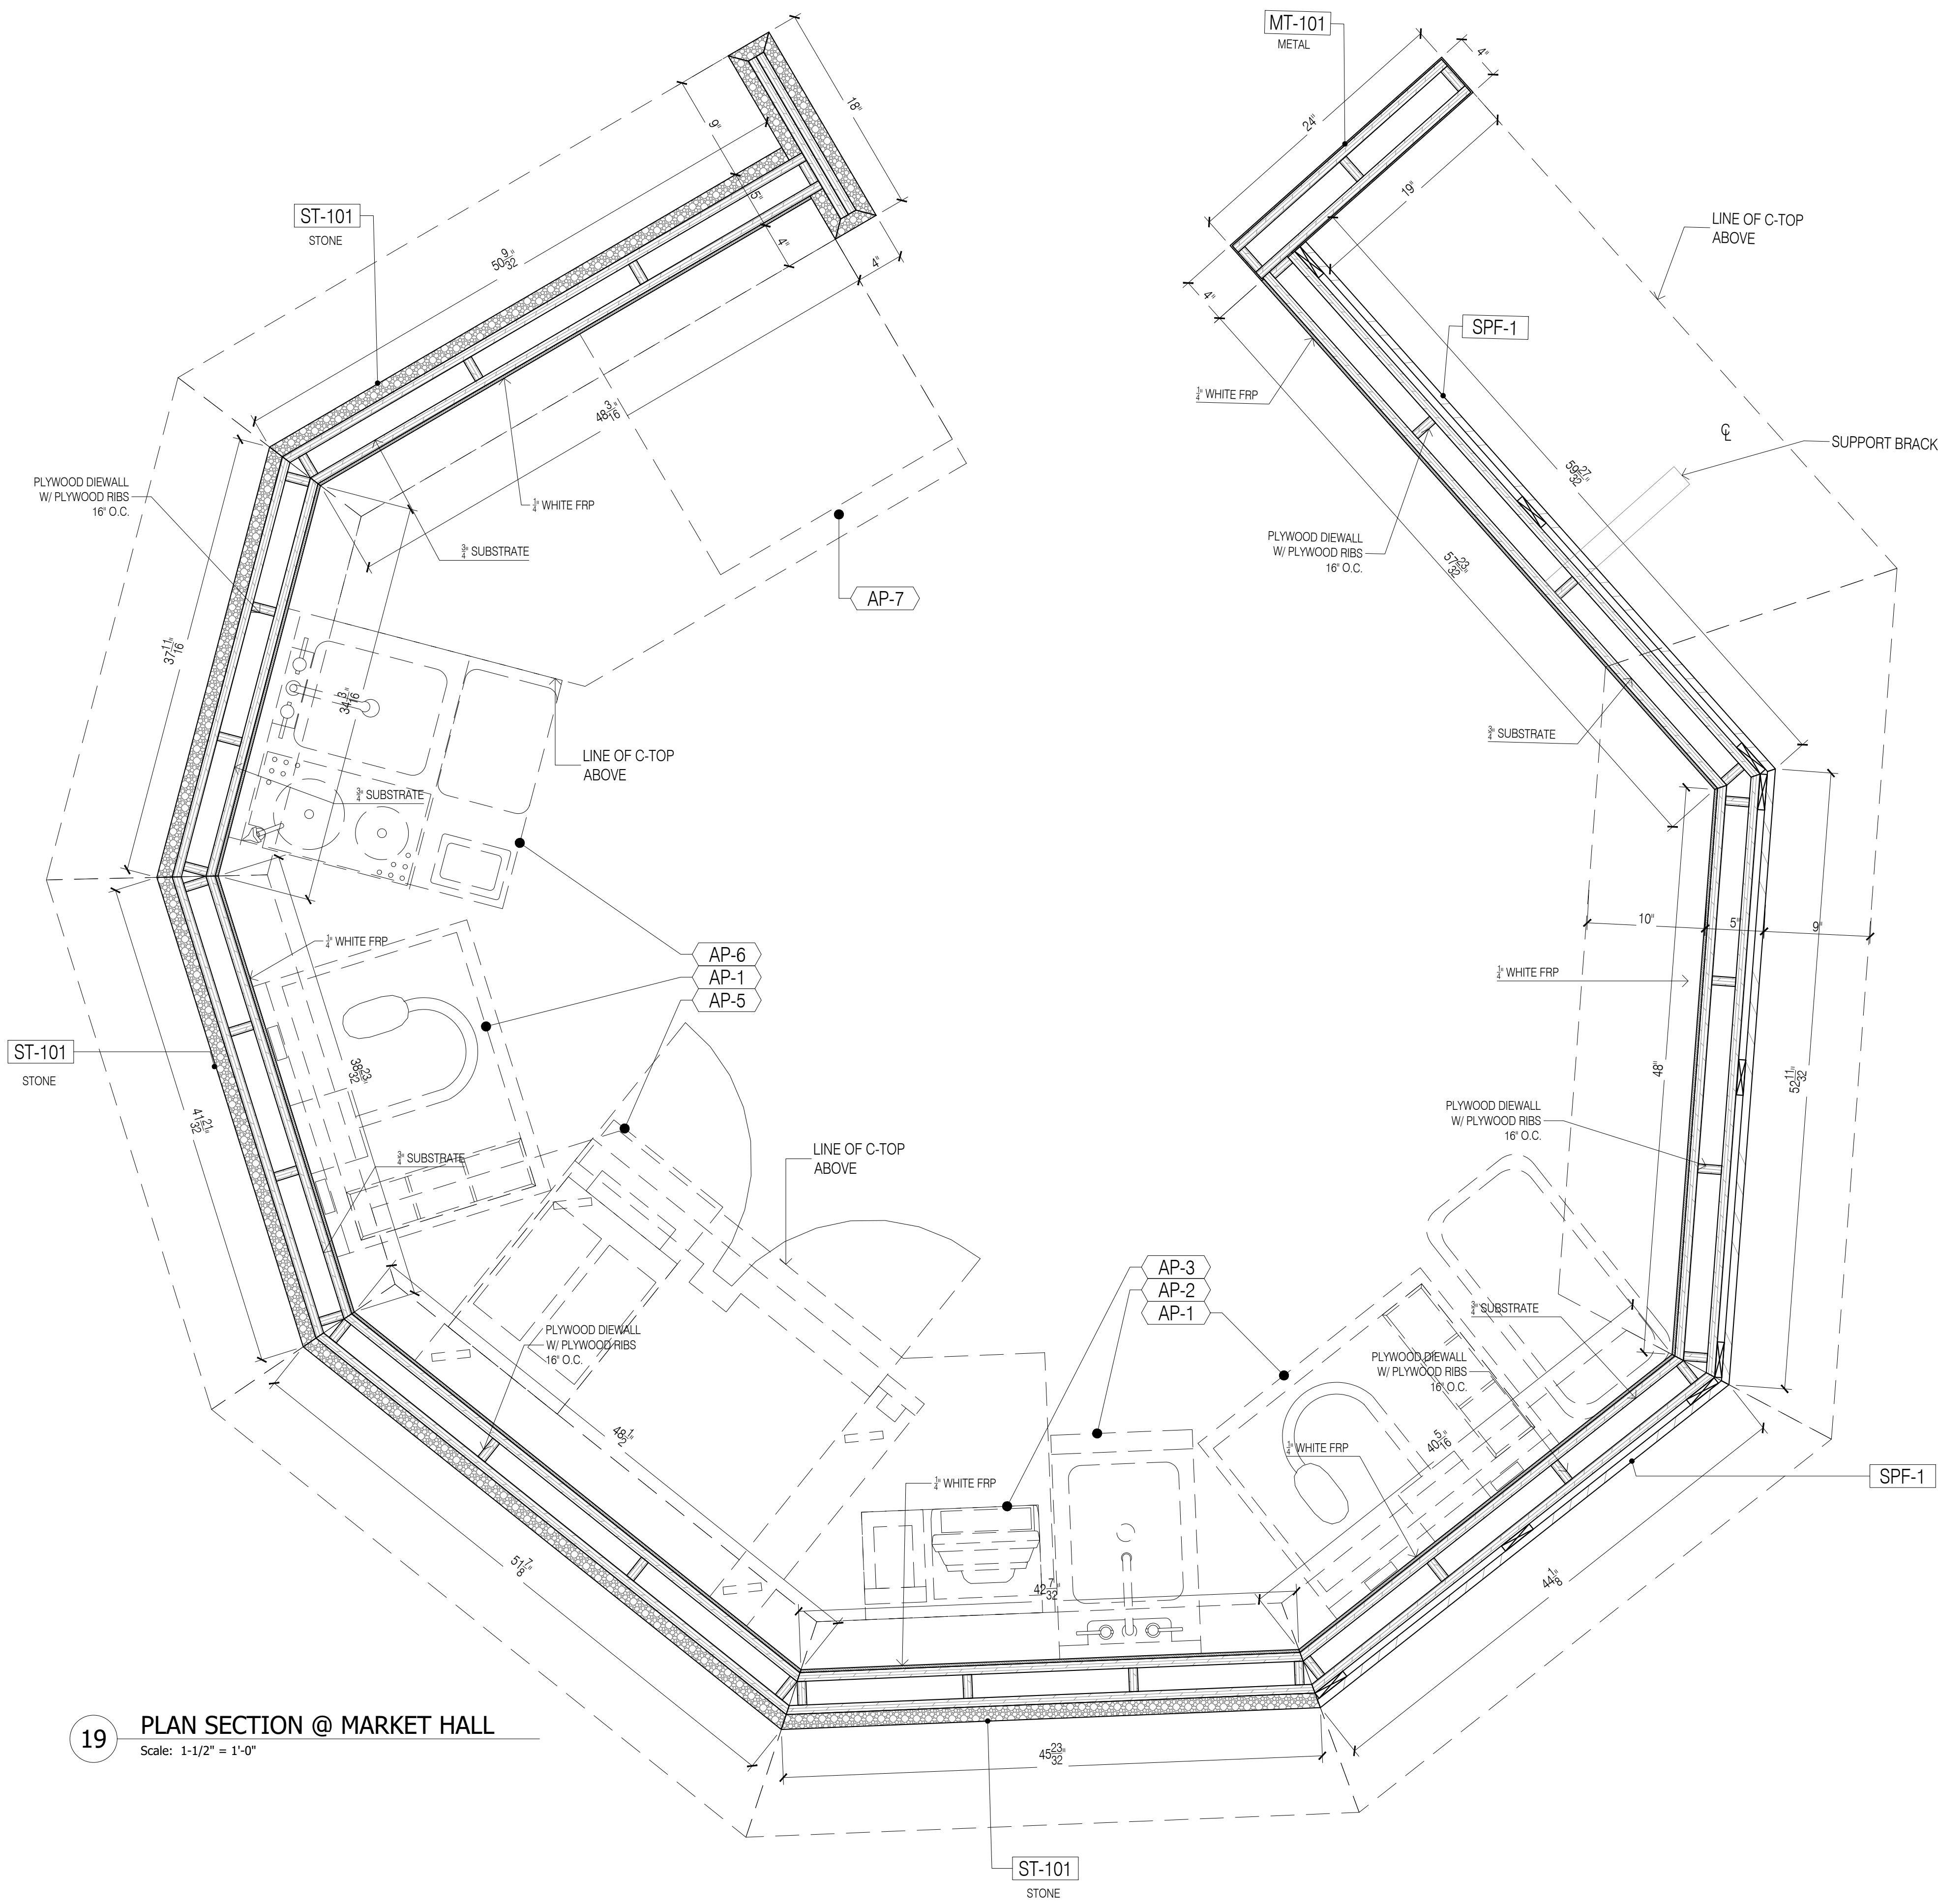 MT-101
METAL
4"
24"
19"
18"
9"
5"
4"
4"
ST-101
STONE
50 9/32"
48 3/16"
LINE OF C-TOP
ABOVE
4"
SPF-1
1/4" WHITE FRP
℄
SUPPORT BRACK
59 27/32"
57 23/32"
PLYWOOD DIEWALL
W/ PLYWOOD RIBS
16" O.C.
PLYWOOD DIEWALL
W/ PLYWOOD RIBS
16" O.C.
1/4" WHITE FRP
3/4" SUBSTRATE
AP-7
37 11/16"
34 3/16"
LINE OF C-TOP
ABOVE
3/4" SUBSTRATE
3/4" SUBSTRATE
10"
5"
9"
1/4" WHITE FRP
AP-6
AP-1
AP-5
1/4" WHITE FRP
ST-101
STONE
38 23/32"
41 21/32"
48"
52 11/32"
PLYWOOD DIEWALL
W/ PLYWOOD RIBS
16" O.C.
3/4" SUBSTRATE
LINE OF C-TOP
ABOVE
AP-3
AP-2
AP-1
3/4" SUBSTRATE
PLYWOOD DIEWALL
W/ PLYWOOD RIBS
16" O.C.
PLYWOOD DIEWALL
W/ PLYWOOD RIBS
16" O.C.
48 1/2"
40 5/16"
1/4" WHITE FRP
1/4" WHITE FRP
SPF-1
51 7/8"
42 7/32"
44 1/8"
19
PLAN SECTION @ MARKET HALL
Scale: 1-1/2" = 1'-0"
45 23/32"
ST-101
STONE